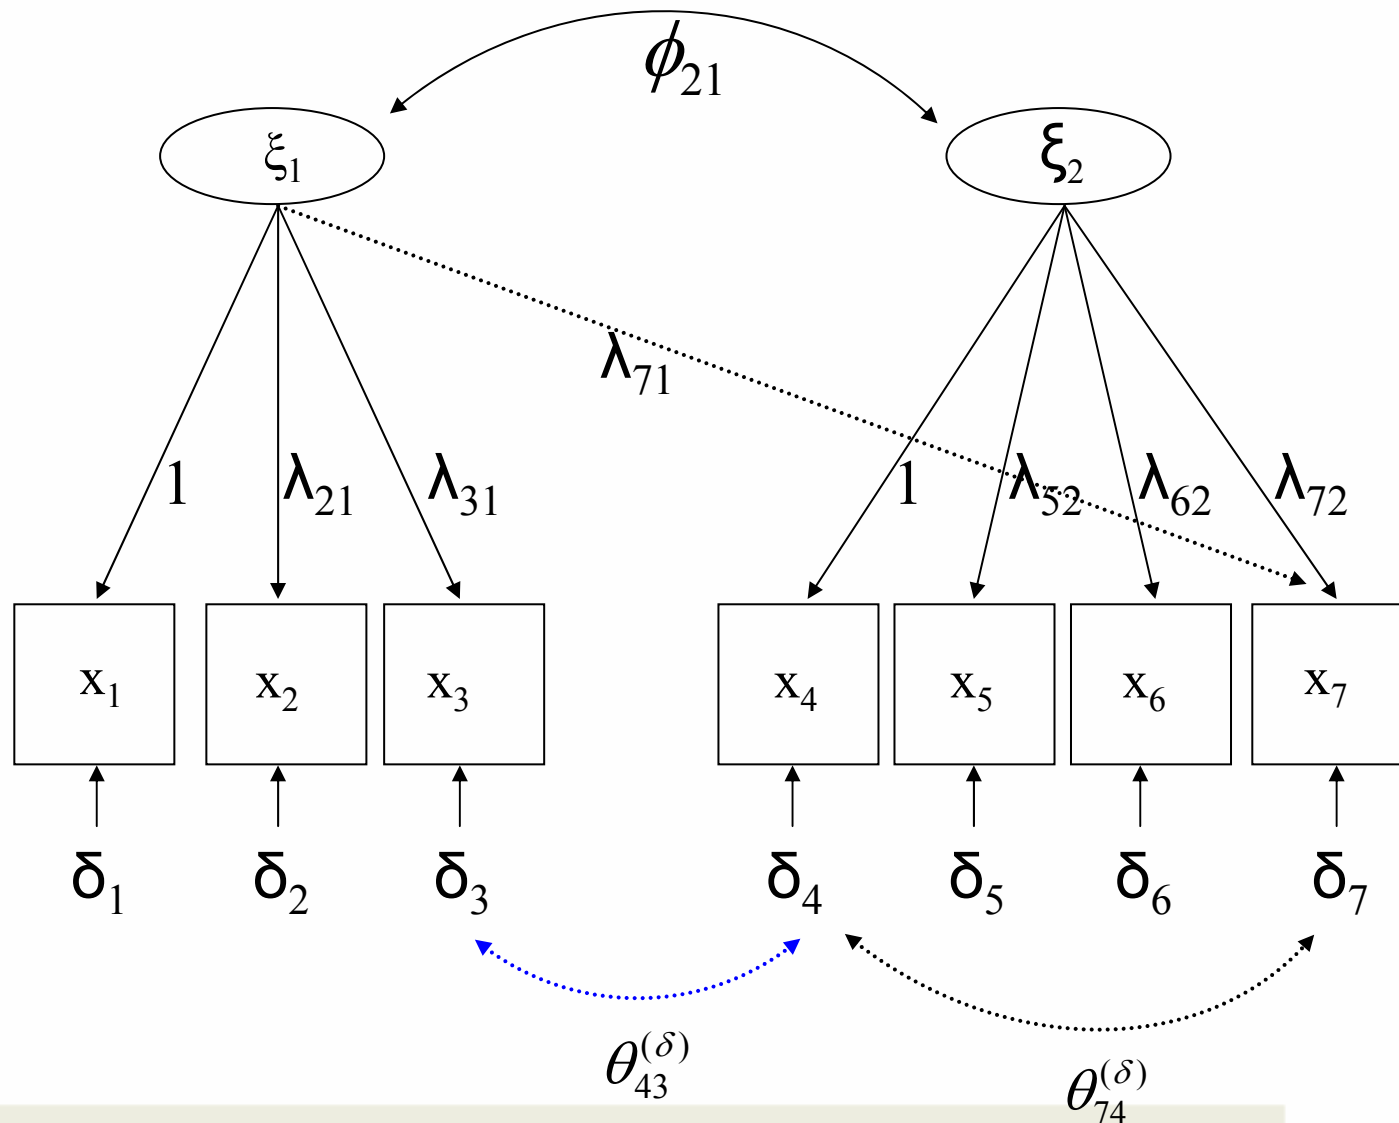 ϕ₂₁
ξ₁ ξ₂
λ₇₁
1 λ₂₁ λ₃₁ 1 λ₅₂ λ₆₂ λ₇₂
x₁ x₂ x₃ x₄ x₅ x₆ x₇
δ₁ δ₂ δ₃ δ₄ δ₅ δ₆ δ₇
θ₄₃⁽ᵟ⁾ θ₇₄⁽ᵟ⁾